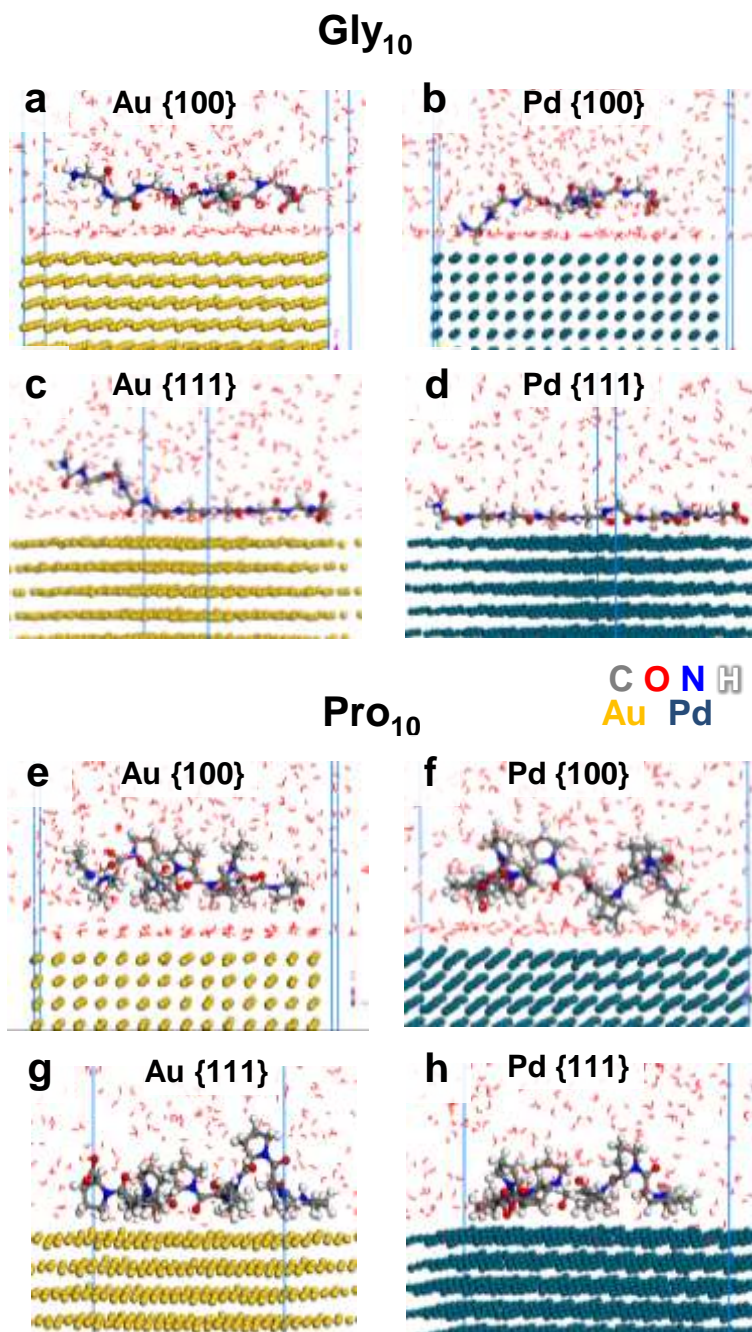 Gly₁₀
a Au {100}
b Pd {100}
c Au {111}
d Pd {111}
C O N H
Au Pd
Pro₁₀
e Au {100}
f Pd {100}
g Au {111}
h Pd {111}